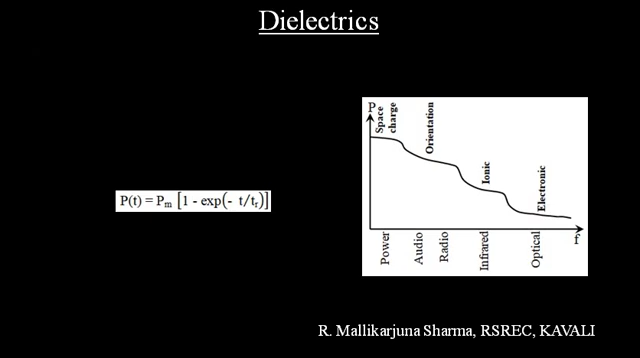 Dielectrics
P(t) = Pm [1 - exp(- t/tr)]
P
Space charge
Orientation
Ionic
Electronic
Power
Audio
Radio
Infrared
Optical
f
R. Mallikarjuna Sharma, RSREC, KAVALI